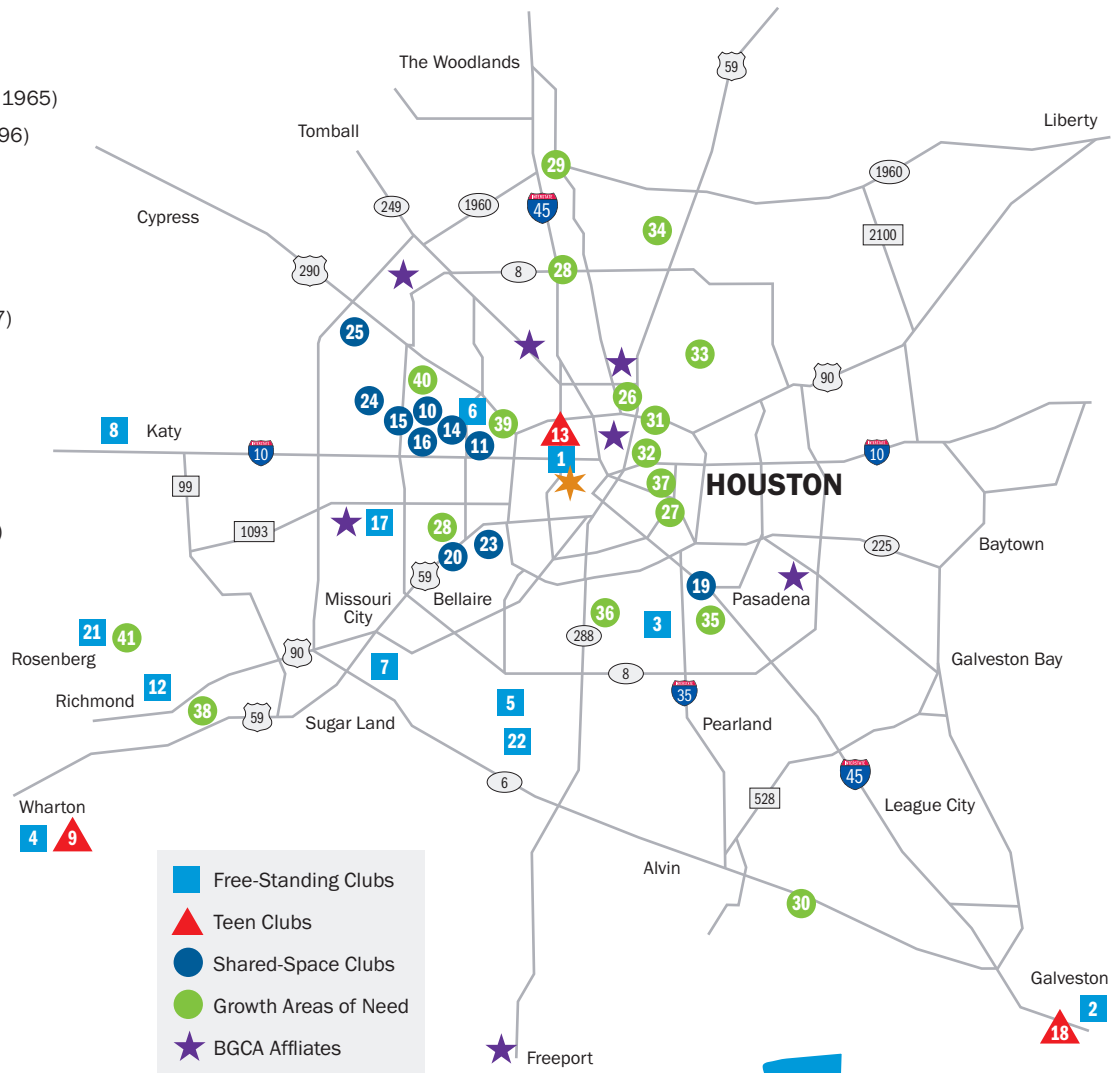 The Woodlands
59
1965)
96)
Liberty
Tomball
29
1960
249
1960
INTERSTATE
45
Cypress
34
2100
290
8
28
7)
25
33
40
90
24
10
6
26
15
14
39
31
8
Katy
16
11
13
32
INTERSTATE
10
1
INTERSTATE
10
99
37
HOUSTON
27
1093
17
28
)
20
23
225
Baytown
59
Missouri
City
Bellaire
19
Pasadena
36
3
35
21
41
288
Rosenberg
90
7
8
Galveston Bay
Richmond
12
38
59
Sugar Land
5
35
Pearland
22
6
INTERSTATE
45
528
League City
Wharton
4
9
Alvin
Free-Standing Clubs
Teen Clubs
30
Shared-Space Clubs
Growth Areas of Need
Galveston
2
18
BGCA Affliates
Freeport